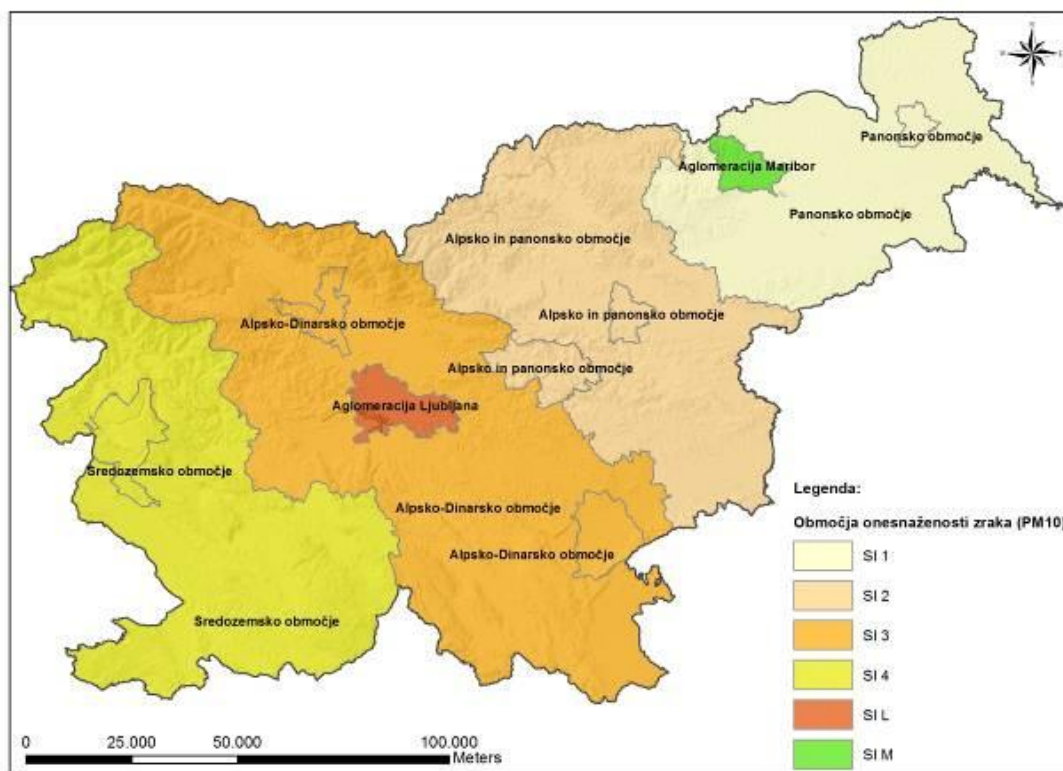 Panonsko območje
Aglomeracija Maribor
Panonsko območje
Alpsko in panonsko območje
Alpsko in panonsko območje
Alpsko-Dinarsko območje
Alpsko in panonsko območje
Aglomeracija Ljubljana
Sredozemsko območje
Alpsko-Dinarsko območje
Alpsko-Dinarsko območje
Sredozemsko območje
Legenda:
Območja onesnaženosti zraka (PM10)
SI 1
SI 2
SI 3
SI 4
SI L
SI M
0 25.000 50.000 100.000
Meters